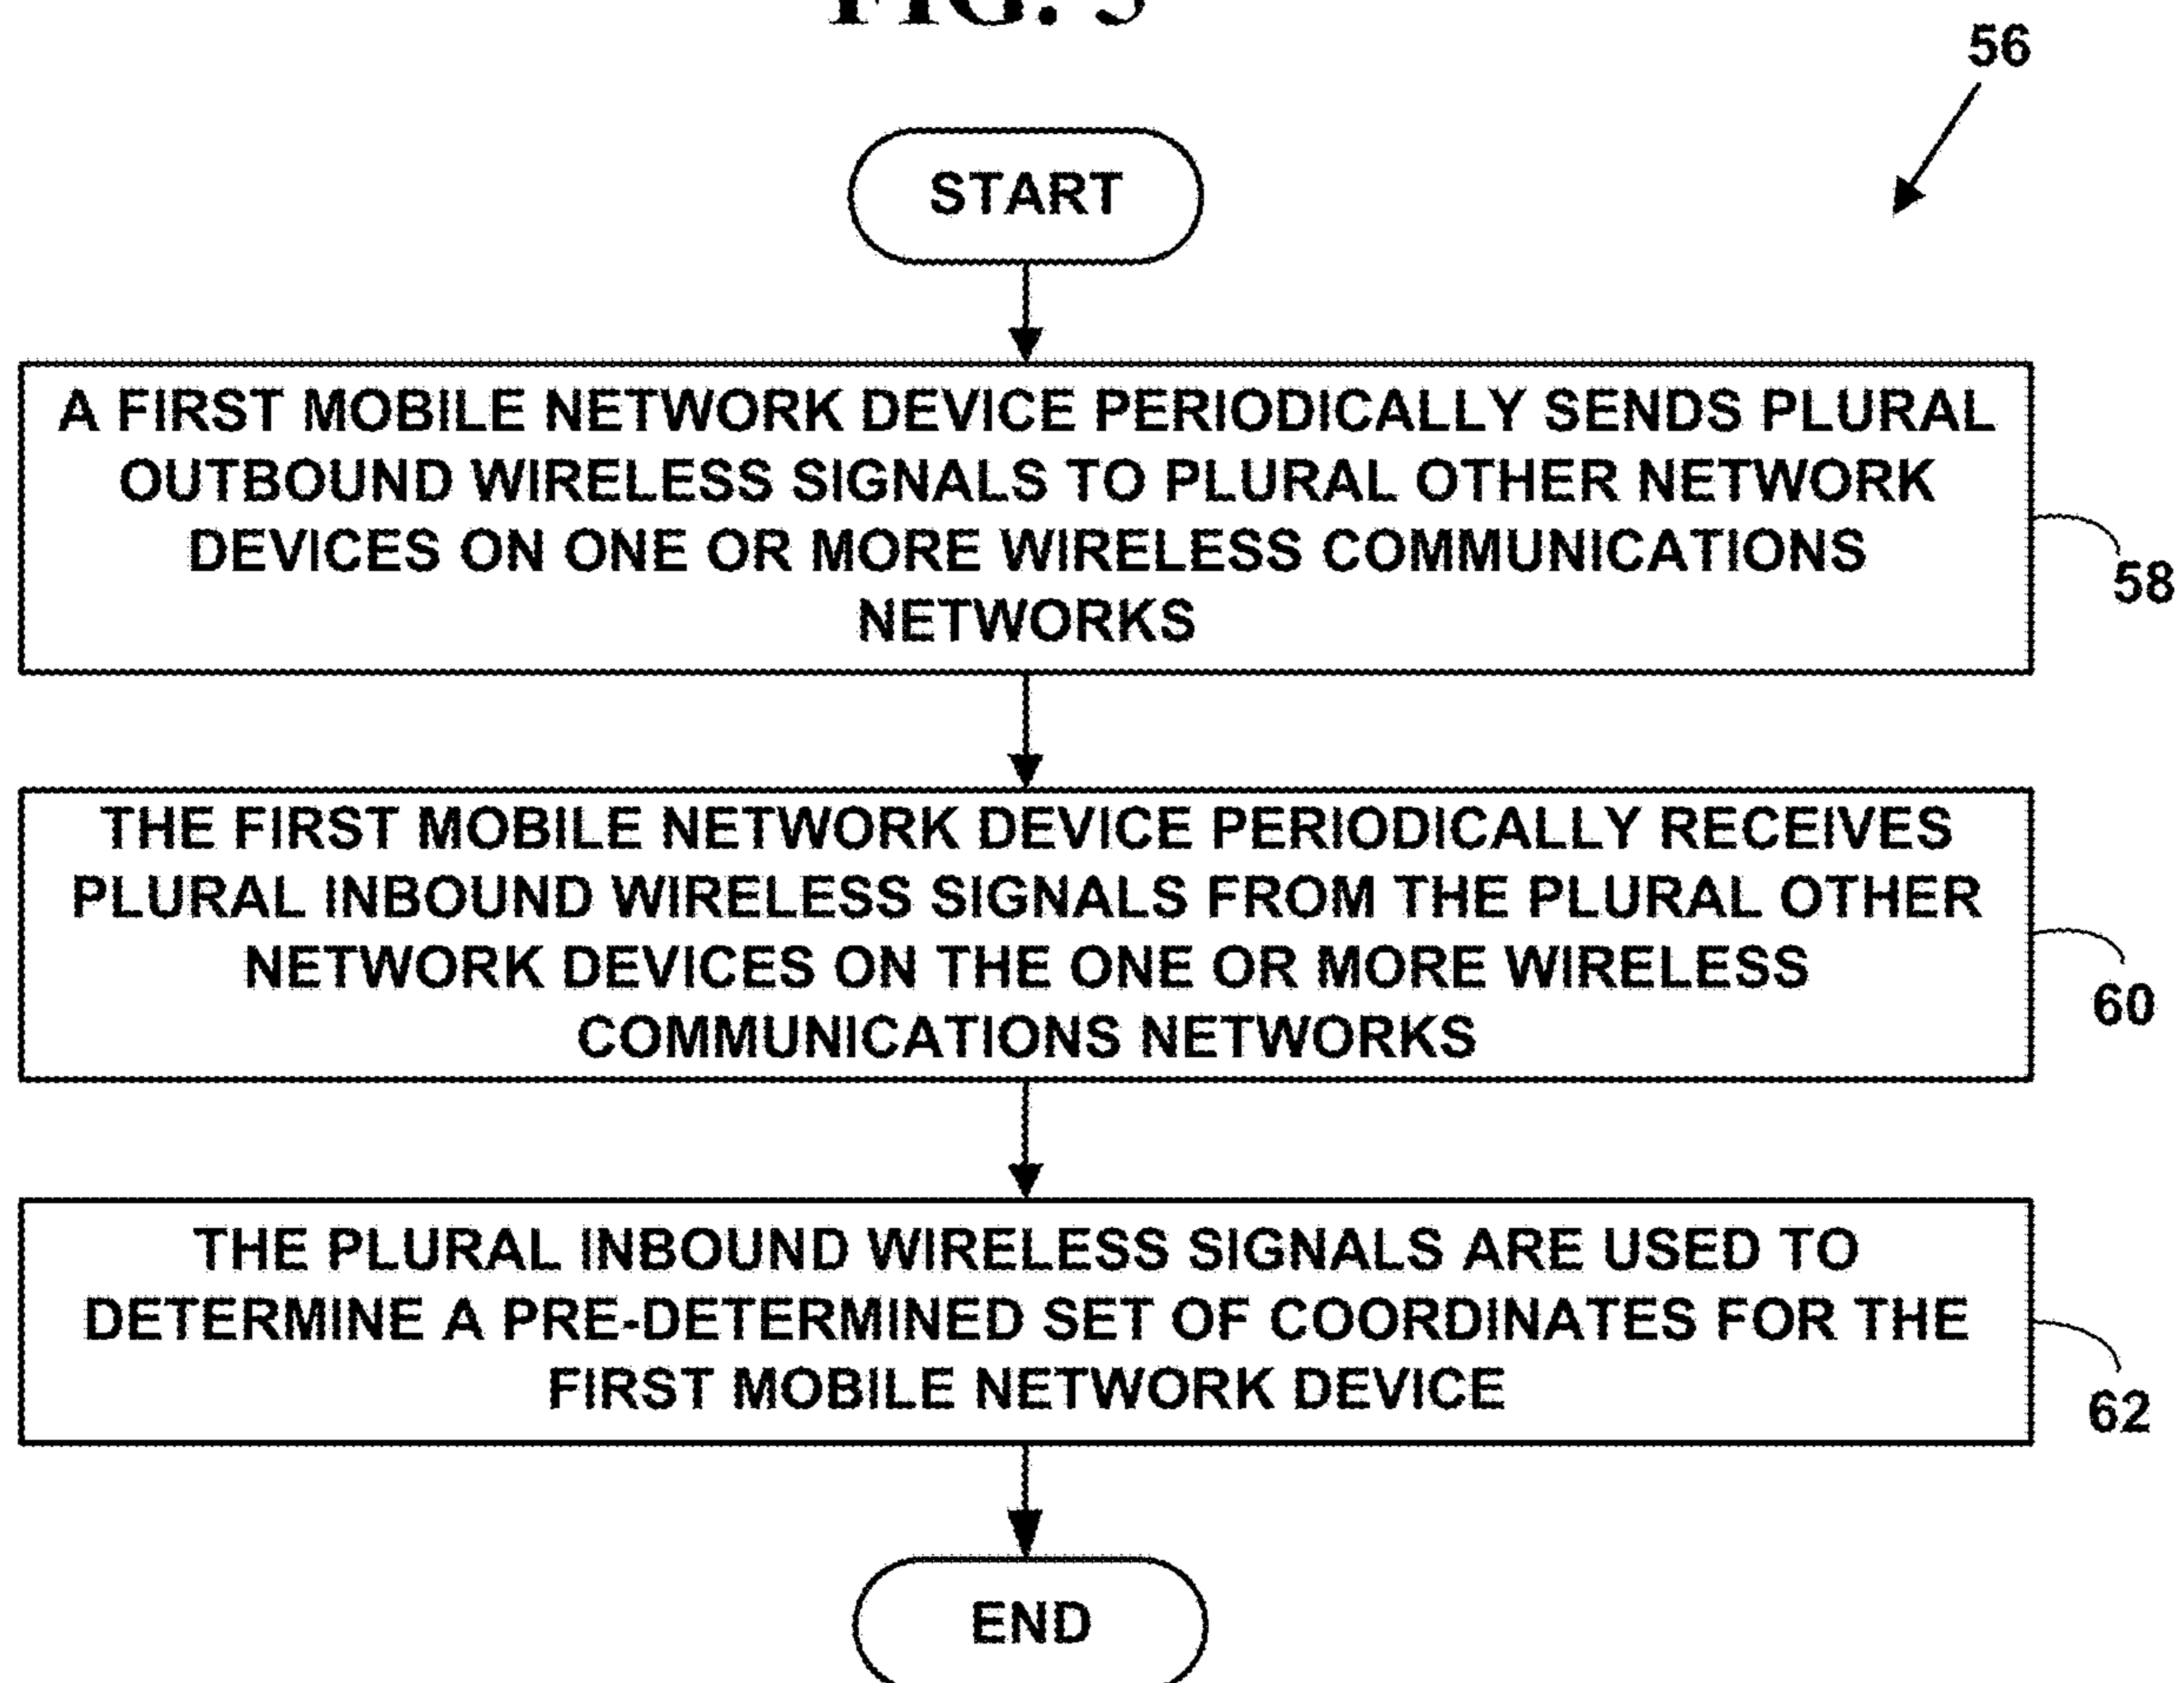 FIG.
56
START
A FIRST MOBILE NETWORK DEVICE PERIODICALLY SENDS PLURAL
OUTBOUND WIRELESS SIGNALS TO PLURAL OTHER NETWORK
DEVICES ON ONE OR MORE WIRELESS COMMUNICATIONS
NETWORKS
58
THE FIRST MOBILE NETWORK DEVICE PERIODICALLY RECEIVES
PLURAL INBOUND WIRELESS SIGNALS FROM THE PLURAL OTHER
NETWORK DEVICES ON THE ONE OR MORE WIRELESS
COMMUNICATIONS NETWORKS
60
THE PLURAL INBOUND WIRELESS SIGNALS ARE USED TO
DETERMINE A PRE-DETERMINED SET OF COORDINATES FOR THE
FIRST MOBILE NETWORK DEVICE
62
END